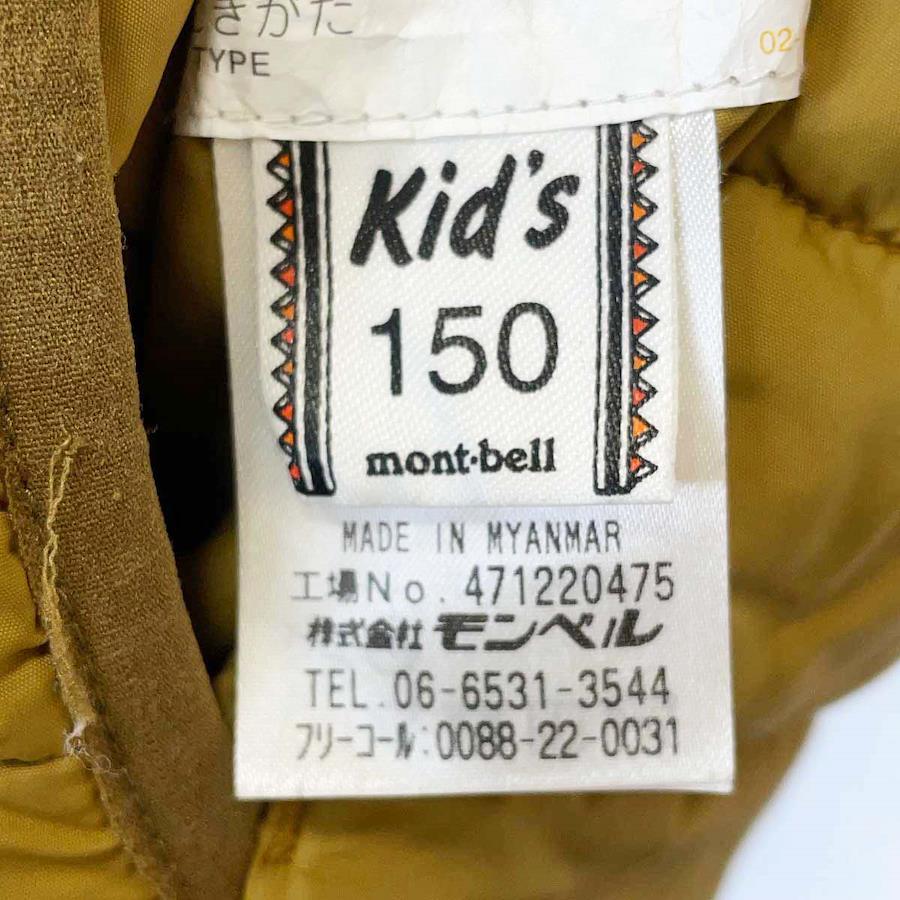 きがた
TYPE
02-
Kid's
150
mont·bell
MADE IN MYANMAR
工場No. 471220475
株式会社モンベル
TEL.06-6531-3544
フリーコール:0088-22-0031